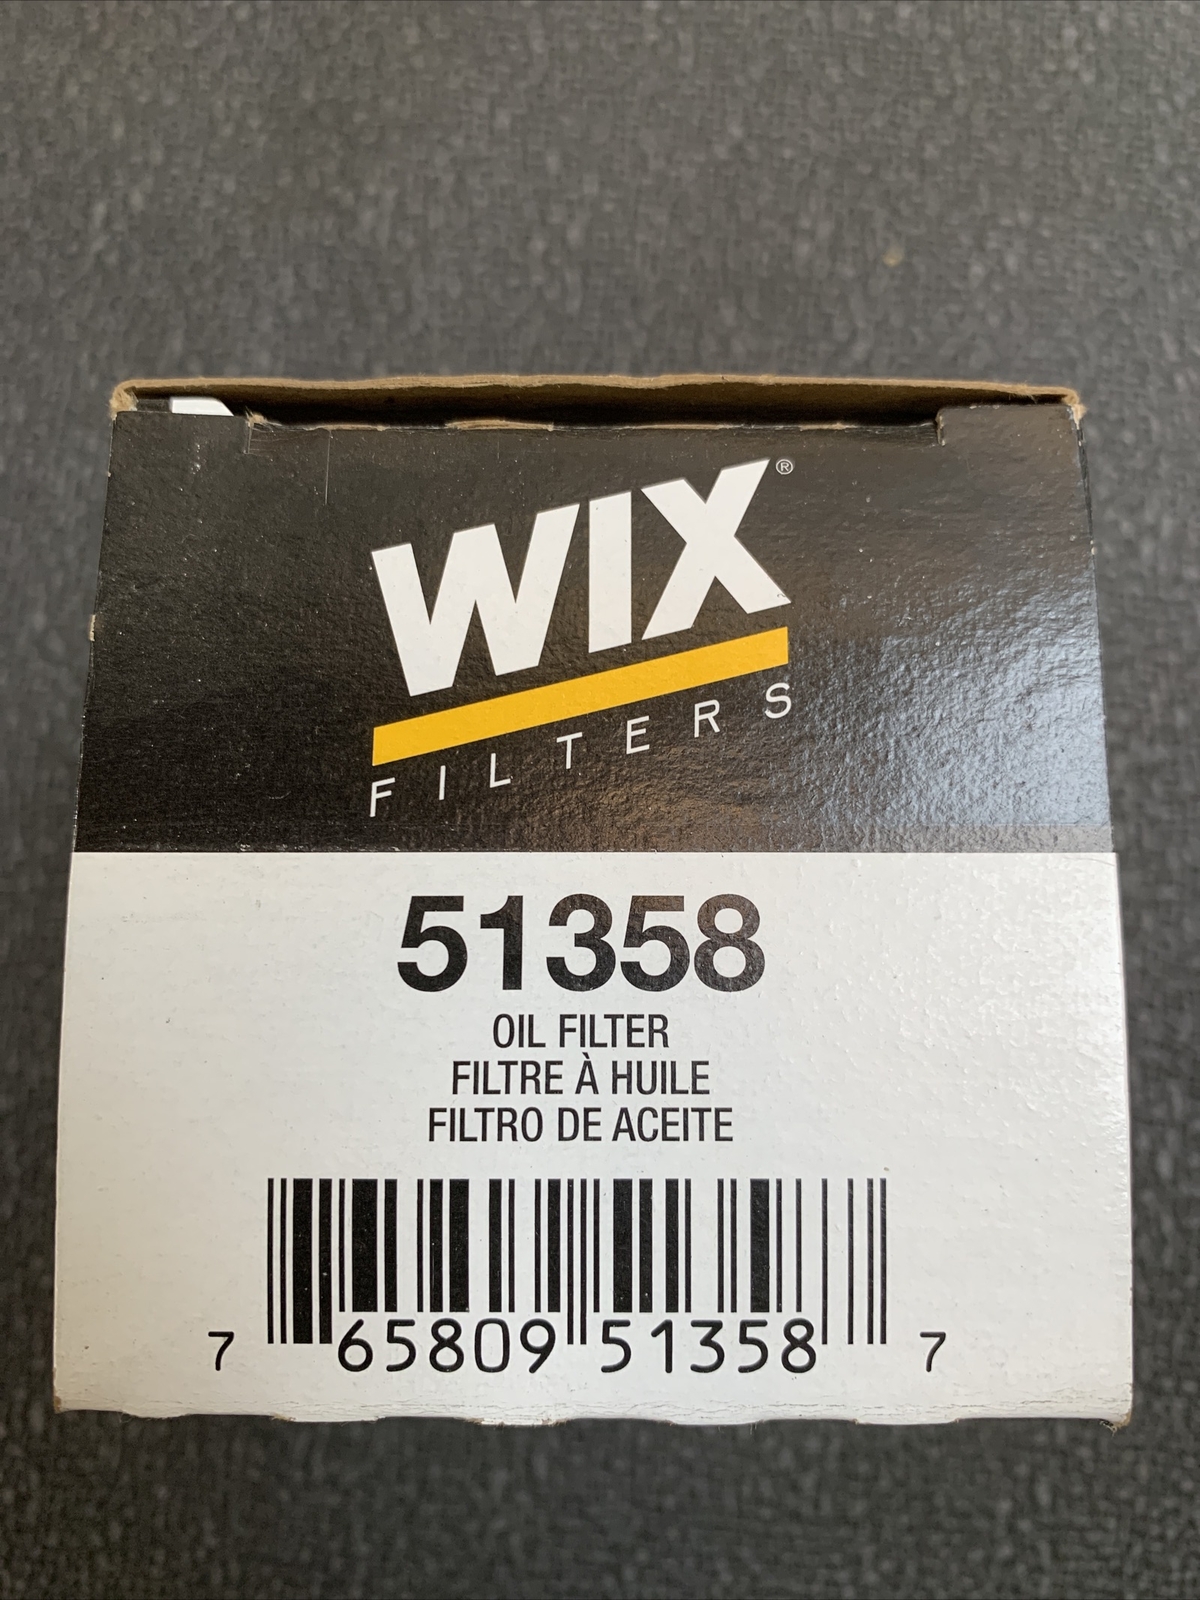 WIX®
FILTERS
51358
OIL FILTER
FILTRE À HUILE
FILTRO DE ACEITE
7 65809 51358 7